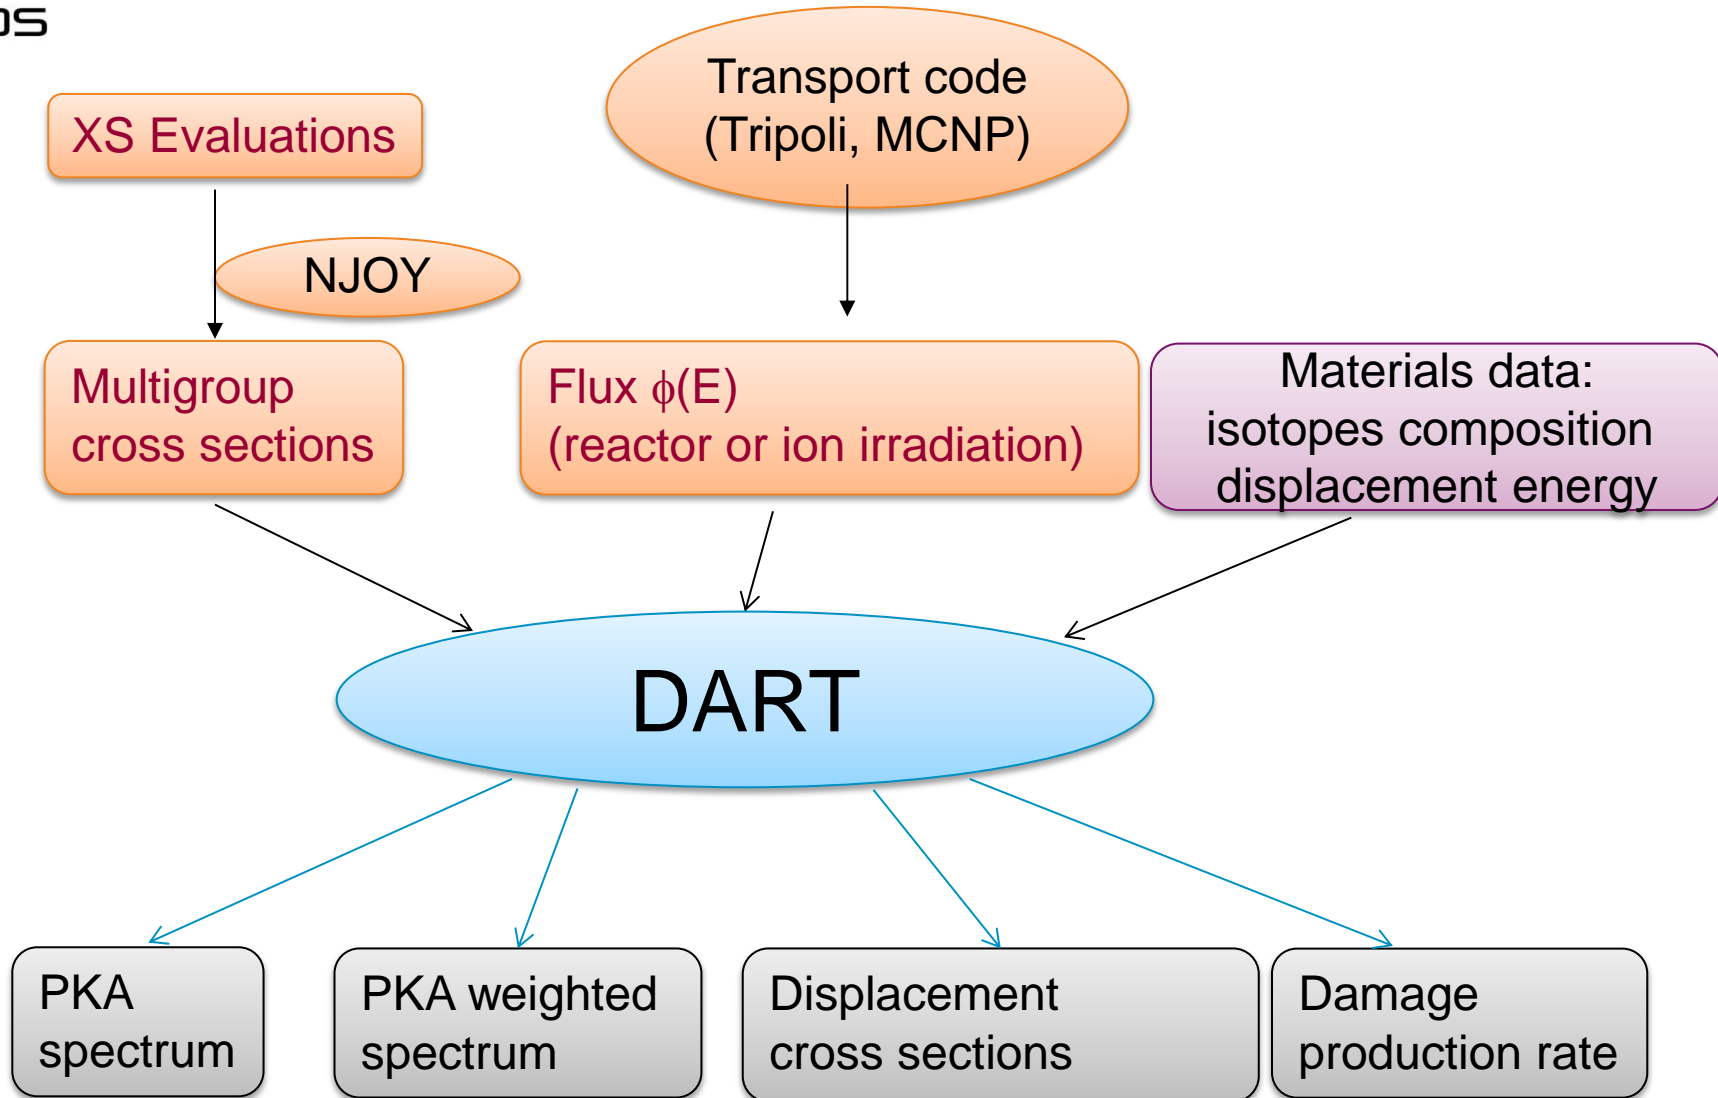 XS Evaluations
Transport code
(Tripoli, MCNP)
NJOY
Multigroup
cross sections
Flux ϕ(E)
(reactor or ion irradiation)
Materials data:
isotopes composition
displacement energy
DART
PKA
spectrum
PKA weighted
spectrum
Displacement
cross sections
Damage
production rate